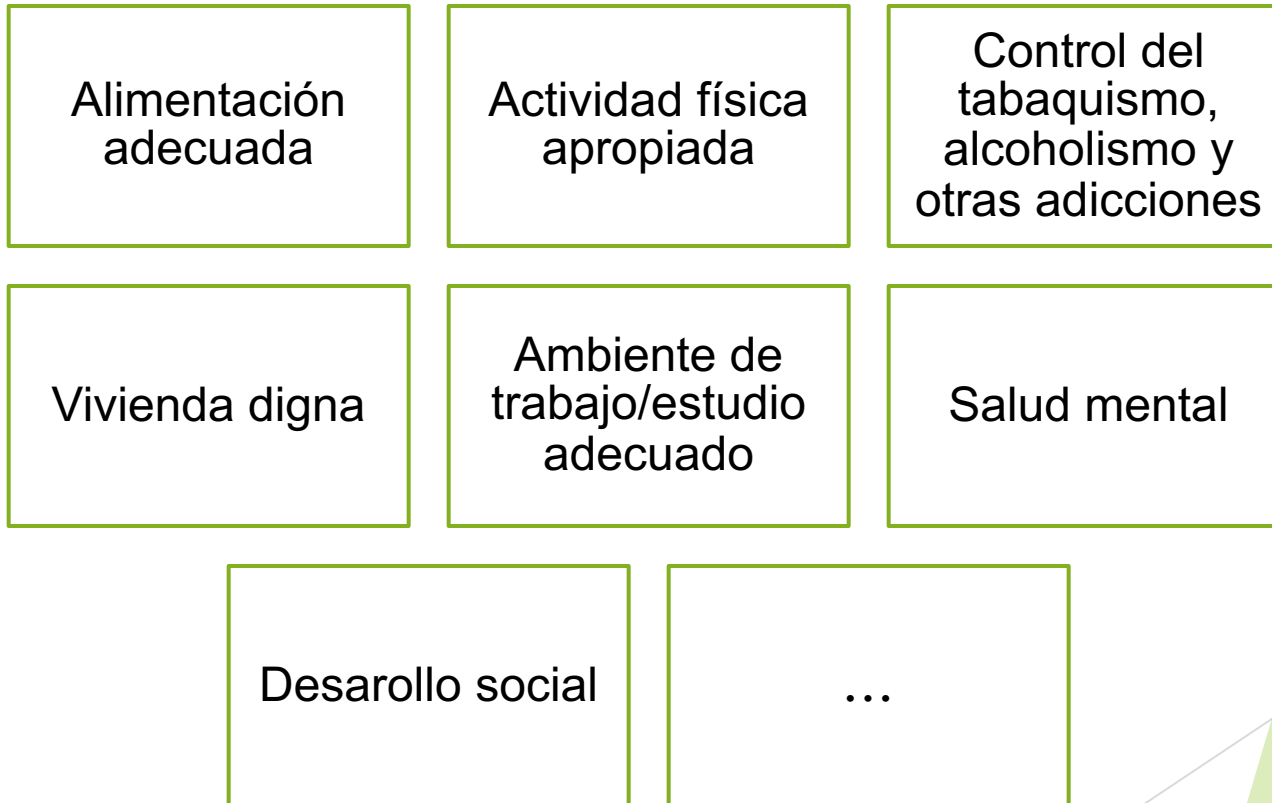 Alimentación
adecuada
Actividad física
apropiada
Control del
tabaquismo,
alcoholismo y
otras adicciones
Vivienda digna
Ambiente de
trabajo/estudio
adecuado
Salud mental
Desarollo social
...